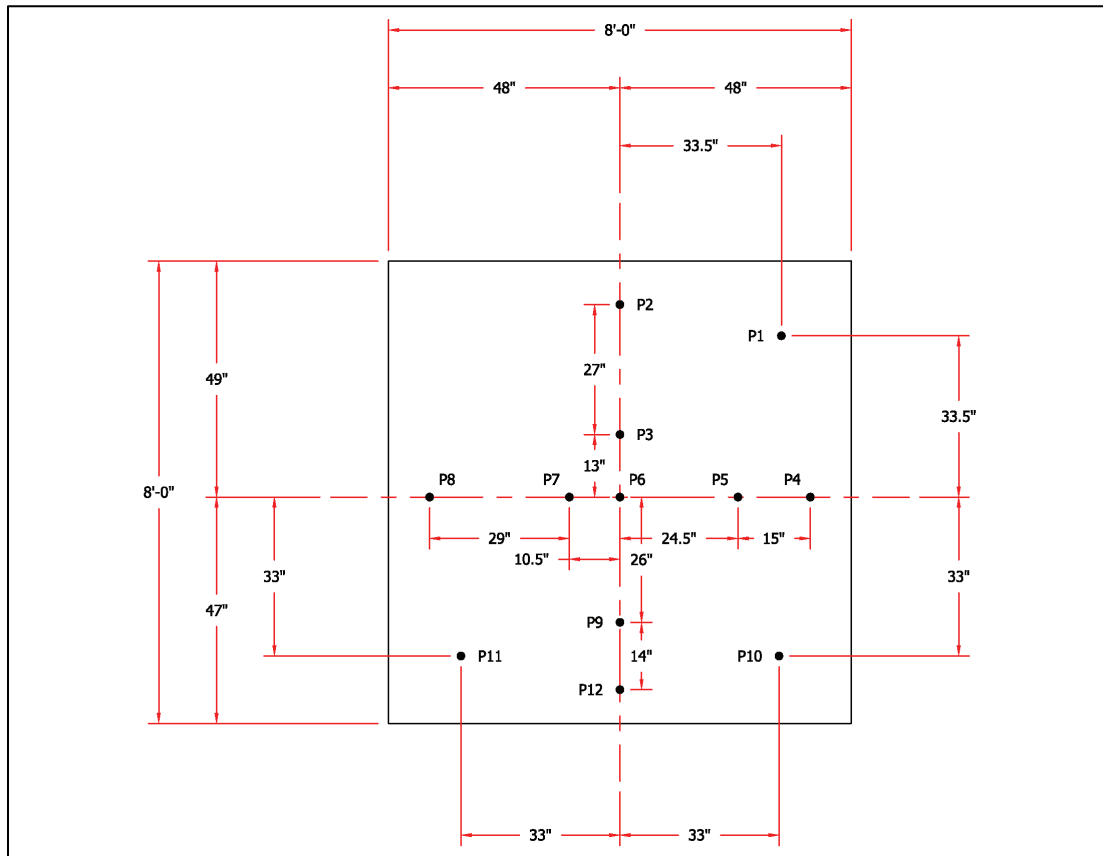 8'-0"
48" 48"
33.5"
P2
P1
27"
49"
33.5"
P3
13"
P8 P7 P6 P5 P4
8'-0"
29" 24.5" 15"
10.5" 26"
33" 33"
47"
P9
P11 14" P10
P12
33" 33"